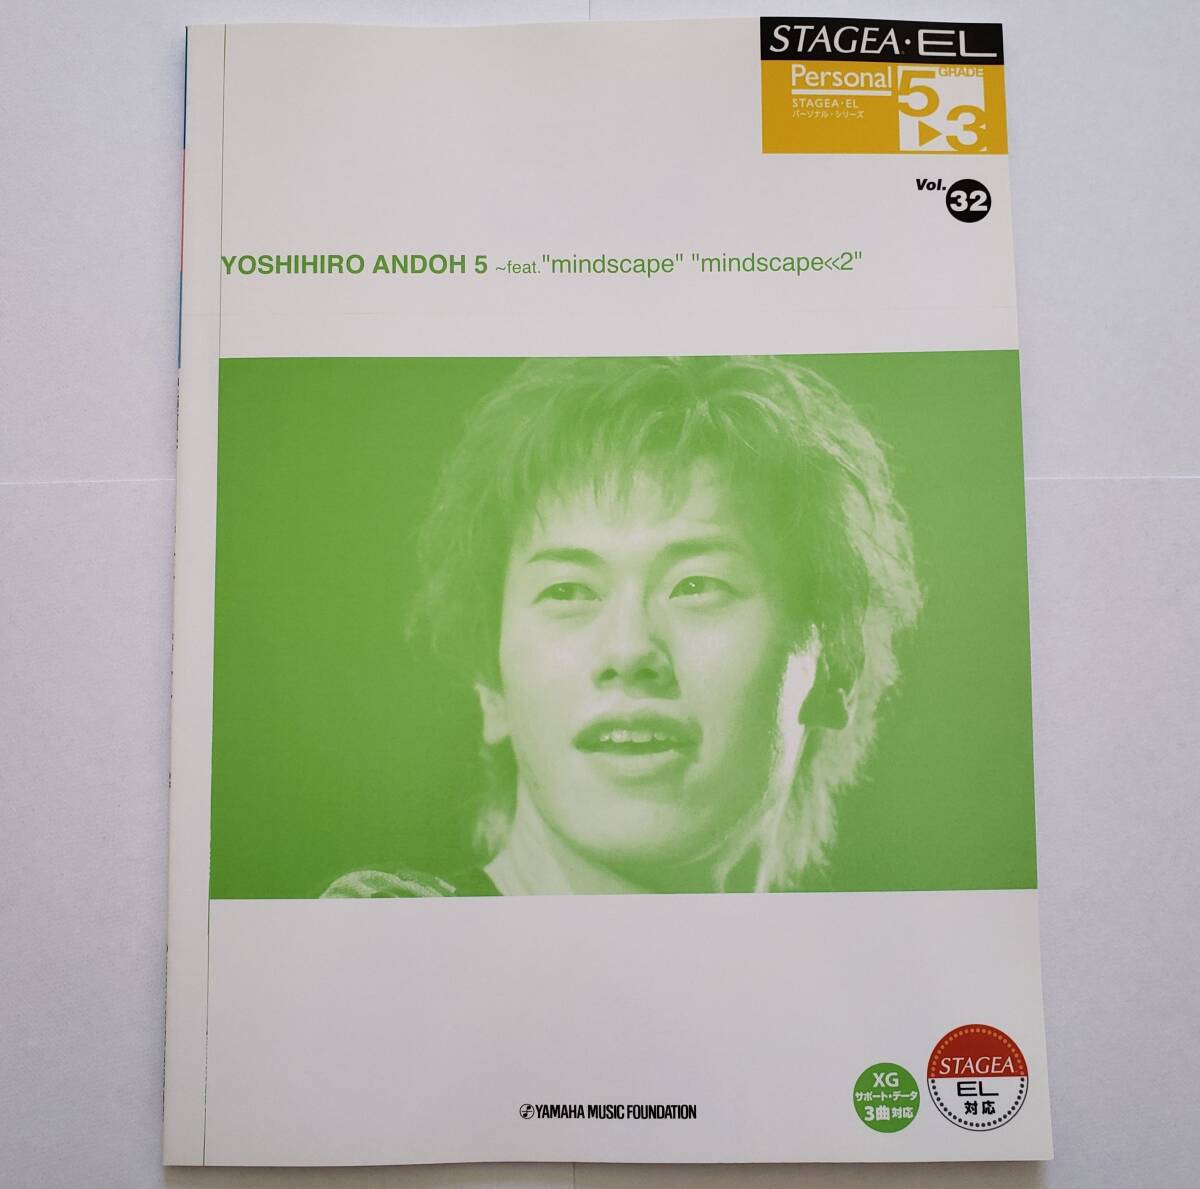 STAGEA・EL
Personal
STAGEA・EL
パーソナル・シリーズ
GRADE
5▶3
Vol. 32
YOSHIHIRO ANDOH 5 ~feat."mindscape" "mindscape<<2"
XG
サポート・データ
3曲対応
STAGEA
EL
対応
YAMAHA MUSIC FOUNDATION